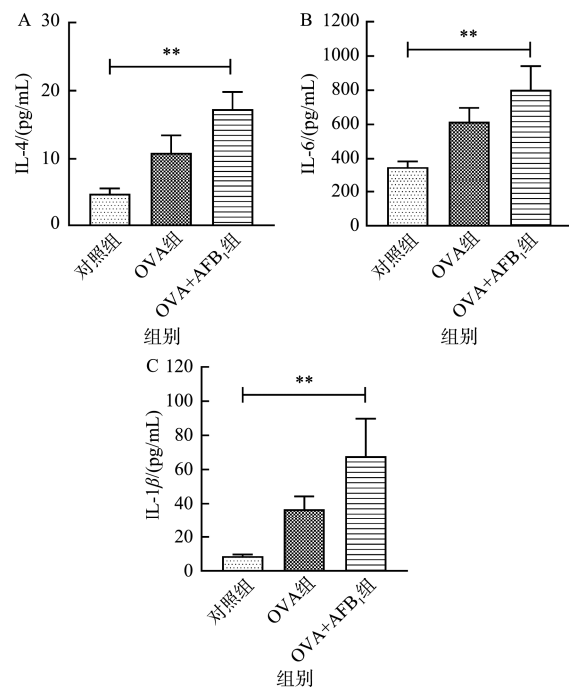 A
IL-4/(pg/mL)
30
20
10
0
**
对照组
OVA组
OVA+AFB₁组
组别
B
IL-6/(pg/mL)
1200
1000
800
600
400
200
0
**
对照组
OVA组
OVA+AFB₁组
组别
C
IL-1β/(pg/mL)
120
100
80
60
40
20
0
**
对照组
OVA组
OVA+AFB₁组
组别